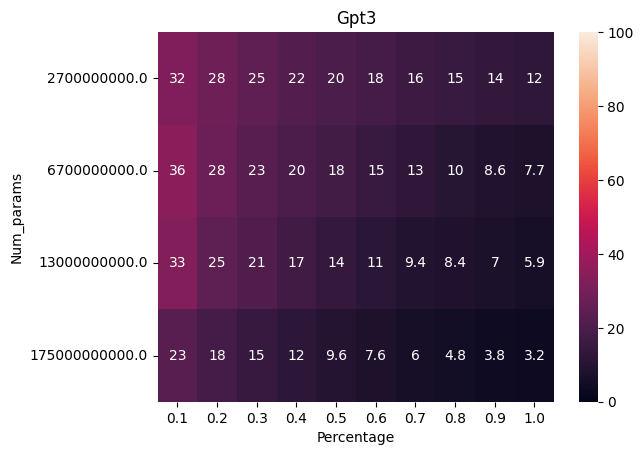 Gpt3
Num_params
2700000000.0 32 28 25 22 20 18 16 15 14 12
6700000000.0 36 28 23 20 18 15 13 10 8.6 7.7
13000000000.0 33 25 21 17 14 11 9.4 8.4 7 5.9
175000000000.0 23 18 15 12 9.6 7.6 6 4.8 3.8 3.2
0.1 0.2 0.3 0.4 0.5 0.6 0.7 0.8 0.9 1.0
Percentage
100
80
60
40
20
0